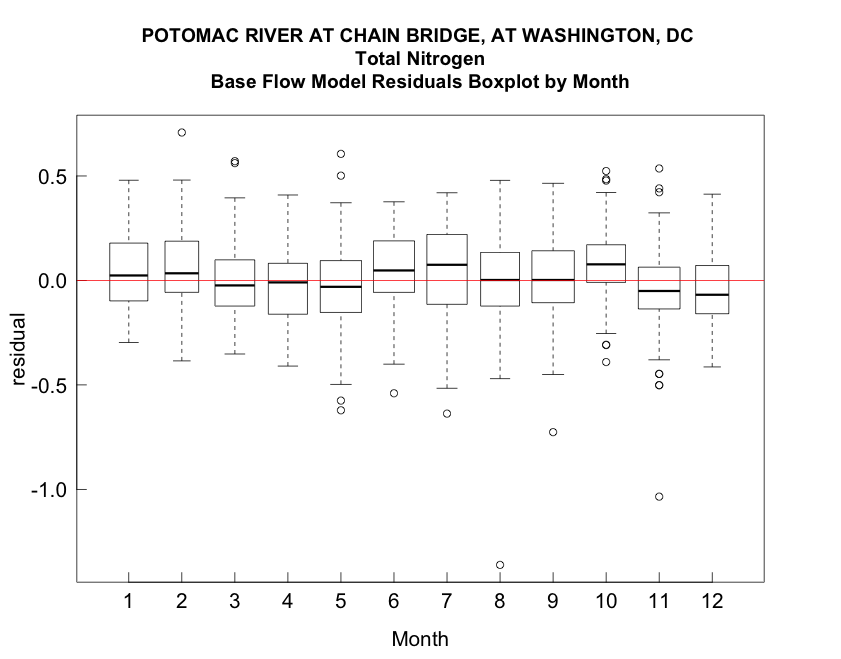 POTOMAC RIVER AT CHAIN BRIDGE, AT WASHINGTON, DC
Total Nitrogen
Base Flow Model Residuals Boxplot by Month
0.5
0.0
-0.5
-1.0
residual
1 2 3 4 5 6 7 8 9 10 11 12
Month